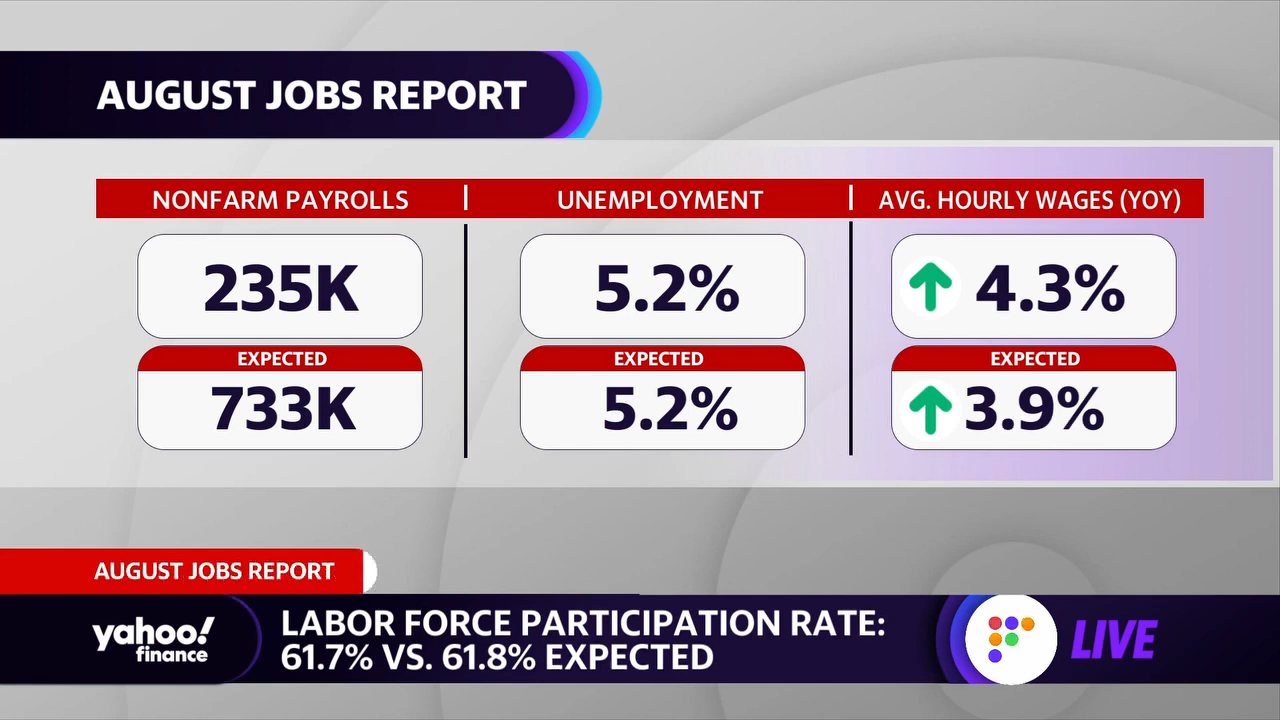 AUGUST JOBS REPORT
NONFARM PAYROLLS
UNEMPLOYMENT
AVG. HOURLY WAGES (YOY)
235K
5.2%
4.3%
EXPECTED
EXPECTED
EXPECTED
733K
5.2%
3.9%
AUGUST JOBS REPORT
yahoo!
finance
LABOR FORCE PARTICIPATION RATE:
61.7% VS. 61.8% EXPECTED
LIVE